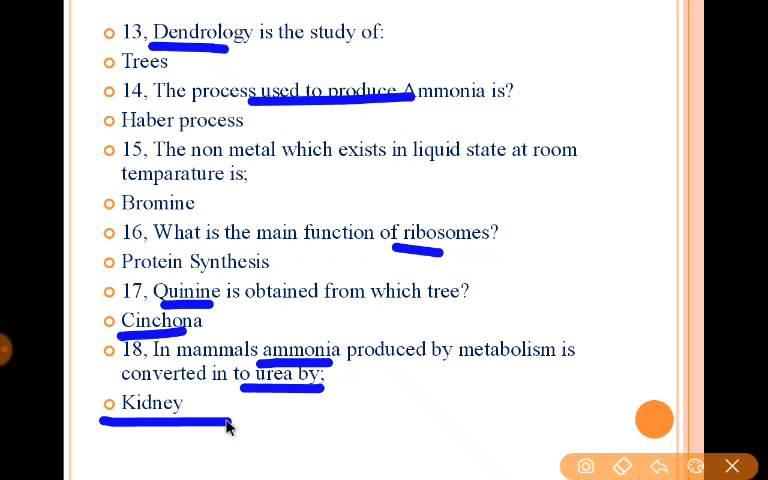 13, Dendrology is the study of:
Trees
14, The process used to produce Ammonia is?
Haber process
15, The non metal which exists in liquid state at room
temparature is;
Bromine
16, What is the main function of ribosomes?
Protein Synthesis
17, Quinine is obtained from which tree?
Cinchona
18, In mammals ammonia produced by metabolism is
converted in to urea by;
Kidney